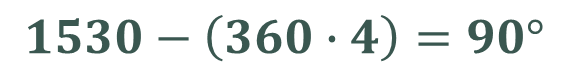 1530 − (360 · 4) = 90°